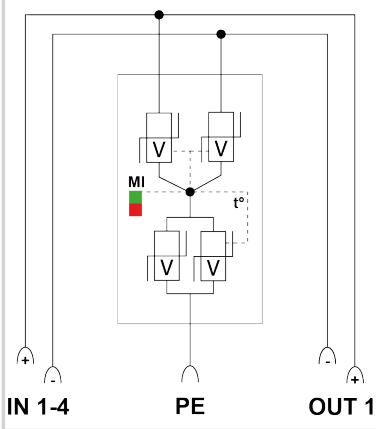 V V
MI
t°
V V
+ - - +
IN 1-4 PE OUT 1